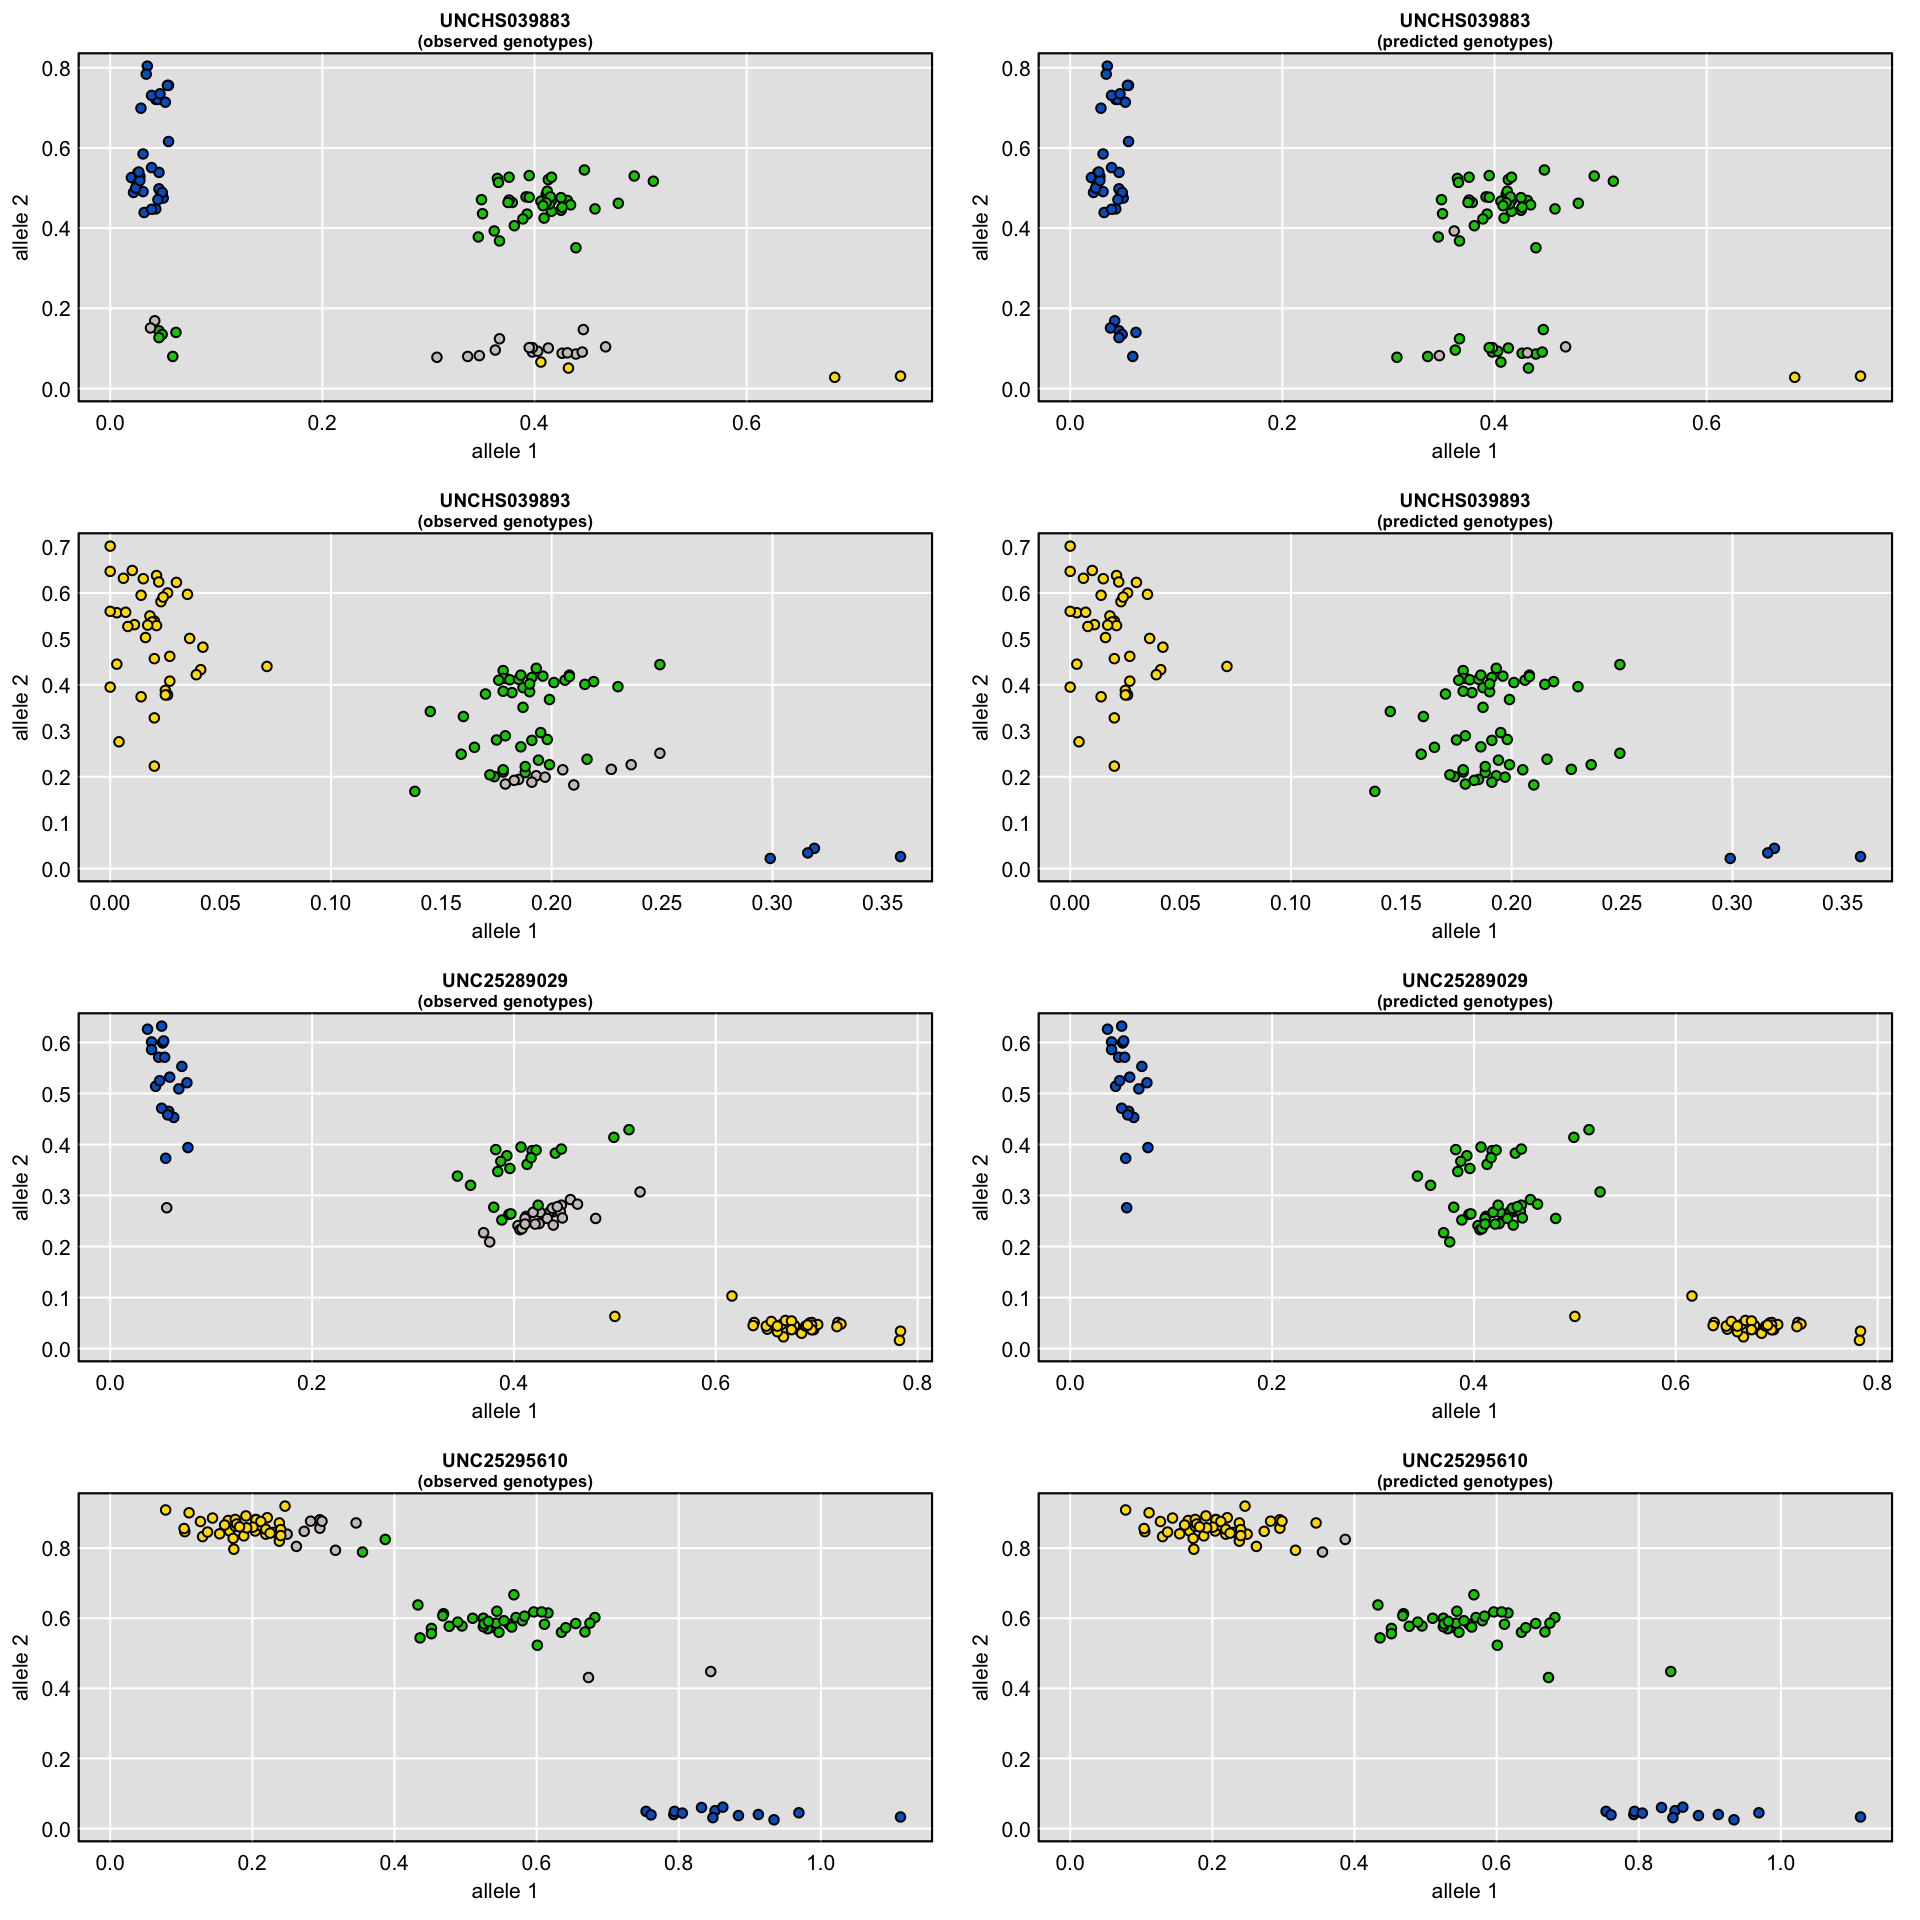 UNCHS039883
(observed genotypes)
0.8
0.6
0.4
0.2
0.0
allele 2
0.0 0.2 0.4 0.6
allele 1
UNCHS039883
(predicted genotypes)
0.8
0.6
0.4
0.2
0.0
allele 2
0.0 0.2 0.4 0.6
allele 1
UNCHS039893
(observed genotypes)
0.7
0.6
0.5
0.4
0.3
0.2
0.1
0.0
allele 2
0.00 0.05 0.10 0.15 0.20 0.25 0.30 0.35
allele 1
UNCHS039893
(predicted genotypes)
0.7
0.6
0.5
0.4
0.3
0.2
0.1
0.0
allele 2
0.00 0.05 0.10 0.15 0.20 0.25 0.30 0.35
allele 1
UNC25289029
(observed genotypes)
0.6
0.5
0.4
0.3
0.2
0.1
0.0
allele 2
0.0 0.2 0.4 0.6 0.8
allele 1
UNC25289029
(predicted genotypes)
0.6
0.5
0.4
0.3
0.2
0.1
0.0
allele 2
0.0 0.2 0.4 0.6 0.8
allele 1
UNC25295610
(observed genotypes)
0.8
0.6
0.4
0.2
0.0
allele 2
0.0 0.2 0.4 0.6 0.8 1.0
allele 1
UNC25295610
(predicted genotypes)
0.8
0.6
0.4
0.2
0.0
allele 2
0.0 0.2 0.4 0.6 0.8 1.0
allele 1